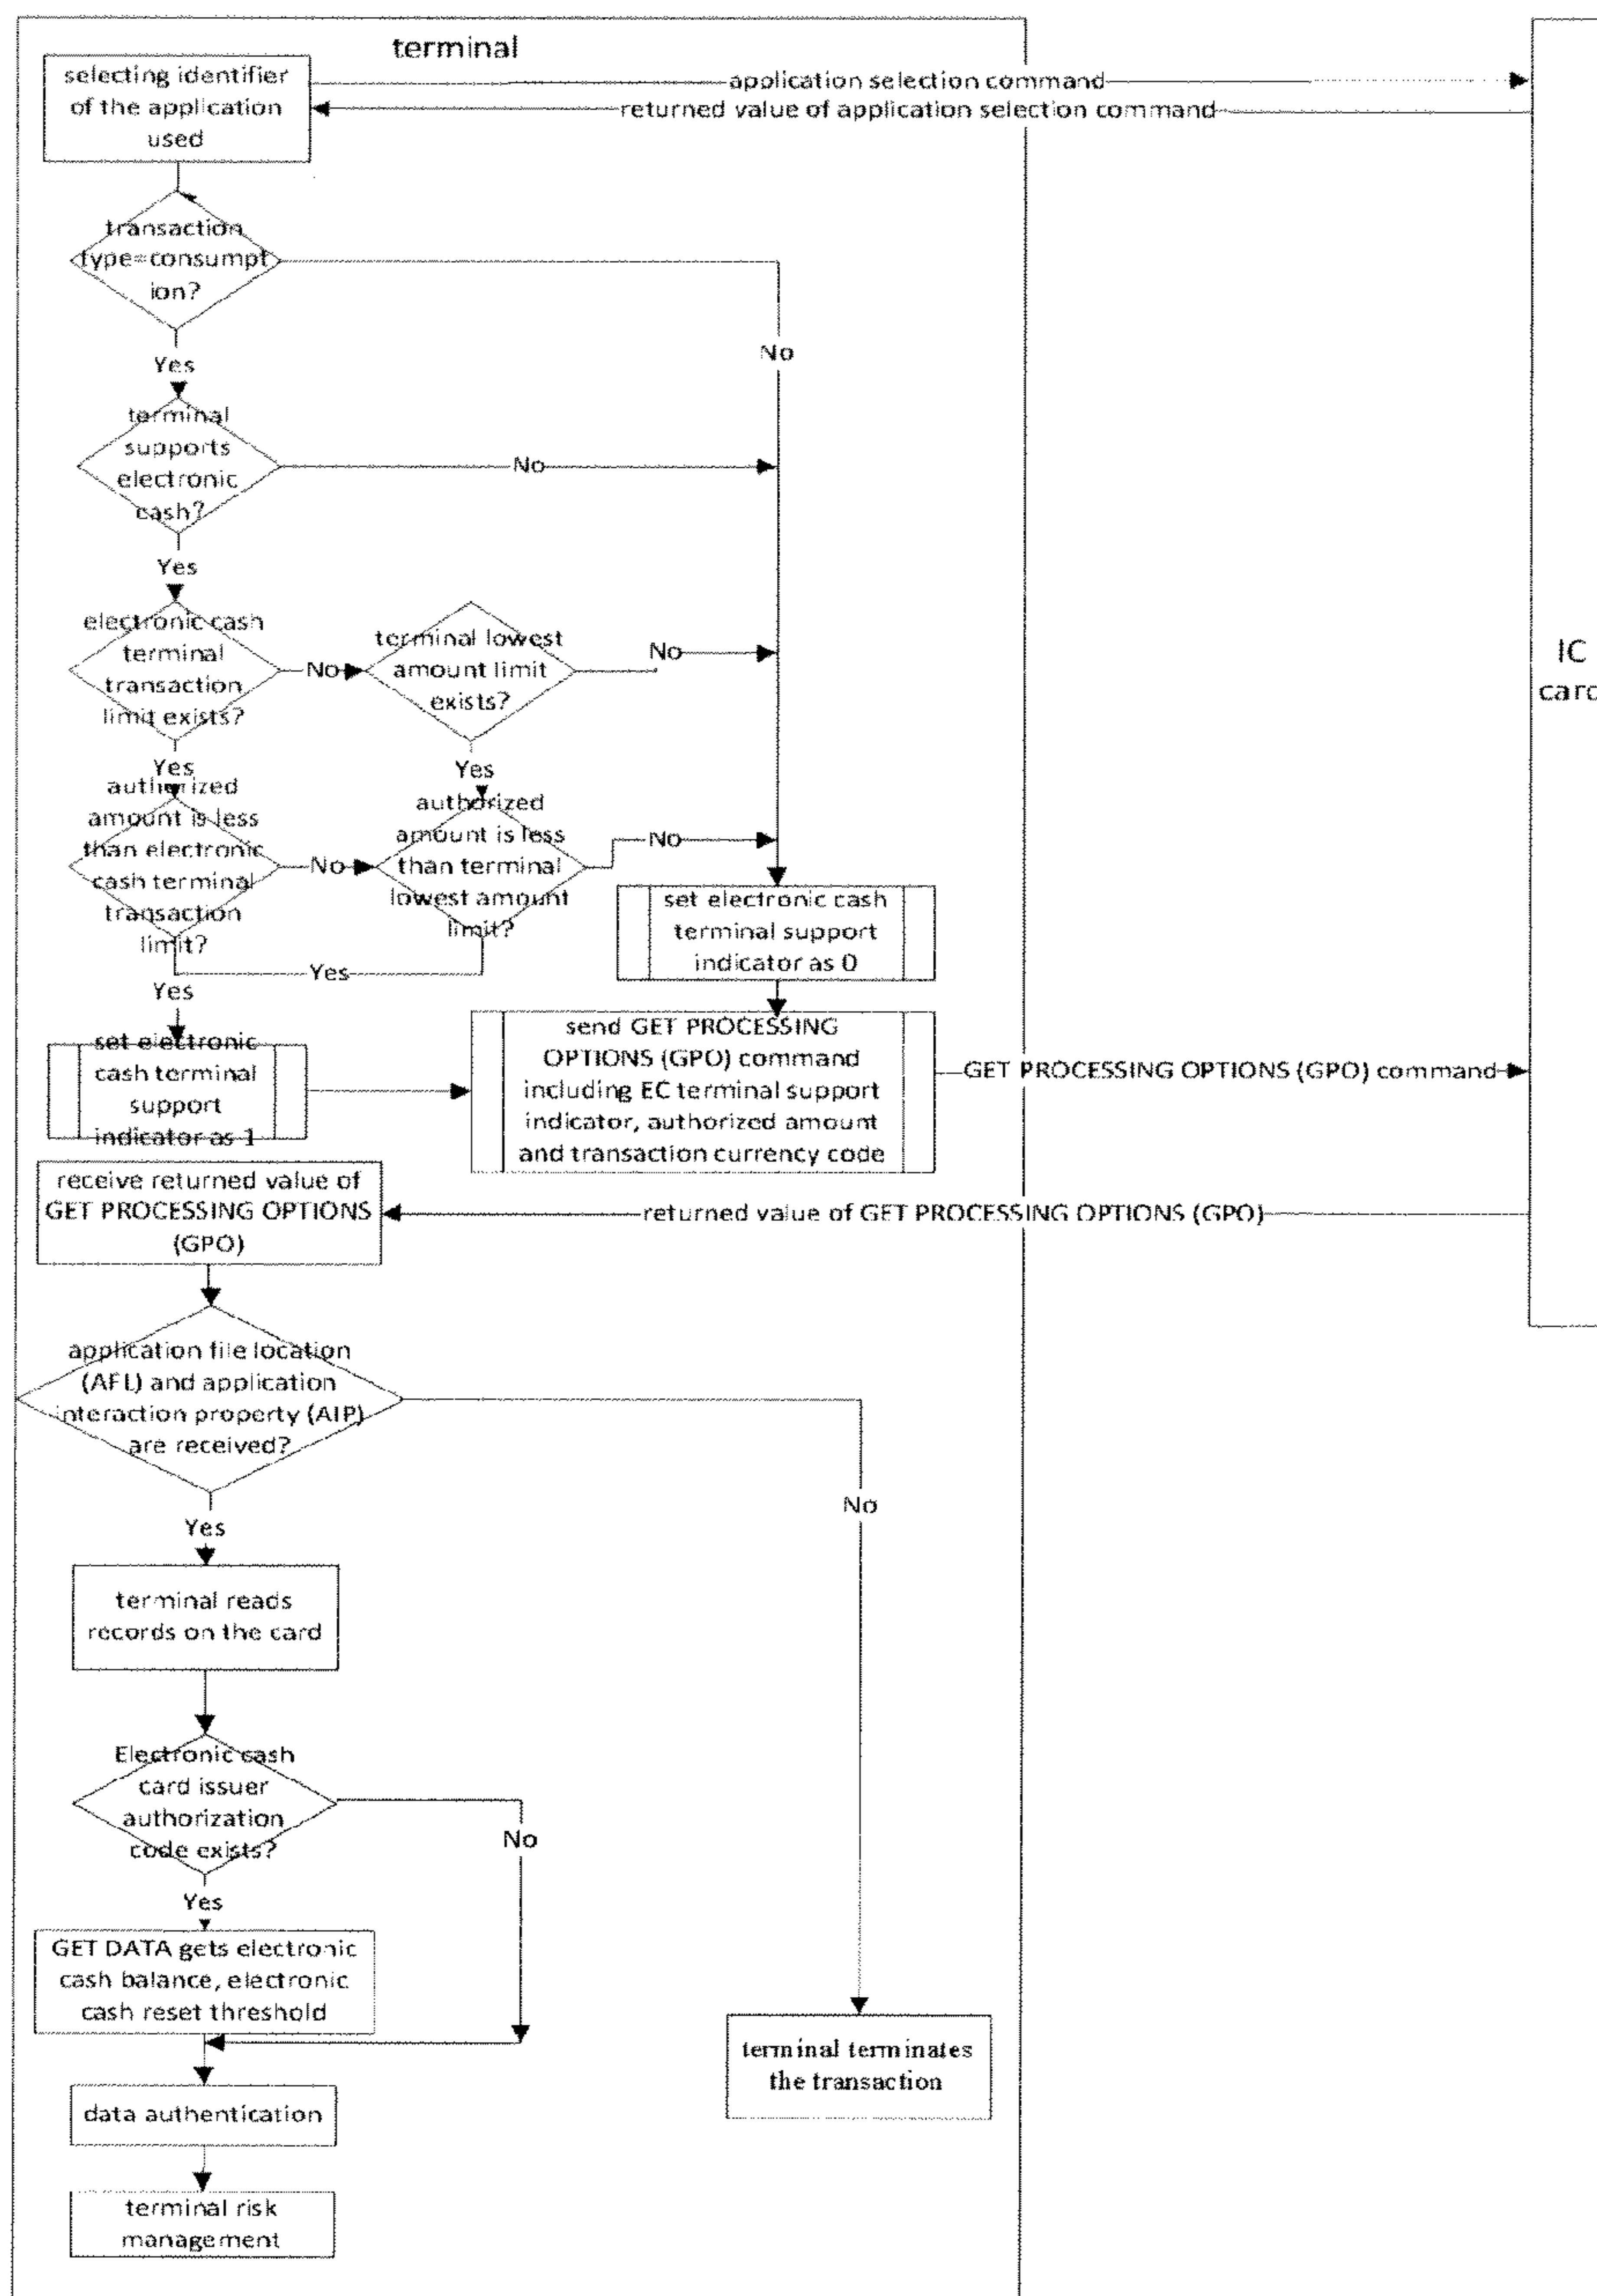 terminal
selecting identifier
of the application
used
application selection command
returned value of application selection command
transaction
type=consumpt
ion?
No
Yes
terminal
supports
electronic
cash?
No
Yes
electronic cash
terminal
transaction
limit exists?
No
terminal lowest
amount limit
exists?
No
IC
card
Yes
Yes
authorized
amount is less
than electronic
cash terminal
transaction
limit?
No
authorized
amount is less
than terminal
lowest amount
limit?
No
set electronic cash
terminal support
indicator as 0
Yes
Yes
set electronic
cash terminal
support
indicator as 1
send GET PROCESSING
OPTIONS (GPO) command
including EC terminal support
indicator, authorized amount
and transaction currency code
GET PROCESSING OPTIONS (GPO) command
receive returned value of
GET PROCESSING OPTIONS
(GPO)
returned value of GET PROCESSING OPTIONS (GPO)
application file location
(AFL) and application
interaction property (AIP)
are received?
No
Yes
terminal reads
records on the card
Electronic cash
card issuer
authorization
code exists?
No
Yes
GET DATA gets electronic
cash balance, electronic
cash reset threshold
terminal terminates
the transaction
data authentication
terminal risk
management